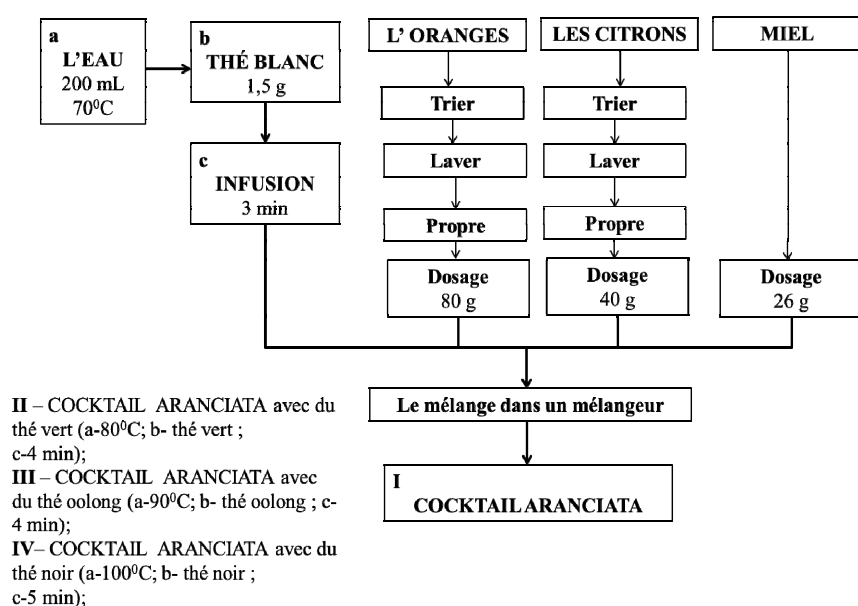 a
L'EAU
200 mL
70⁰C
b
THÉ BLANC
1,5 g
c
INFUSION
3 min
L' ORANGES
Trier
Laver
Propre
Dosage
80 g
LES CITRONS
Trier
Laver
Propre
Dosage
40 g
MIEL
Dosage
26 g
Le mélange dans un mélangeur
I
COCKTAIL ARANCIATA
II – COCKTAIL ARANCIATA avec du
thé vert (a-80⁰C; b- thé vert ;
c-4 min);
III – COCKTAIL ARANCIATA avec
du thé oolong (a-90⁰C; b- thé oolong ; c-
4 min);
IV– COCKTAIL ARANCIATA avec du
thé noir (a-100⁰C; b- thé noir ;
c-5 min);